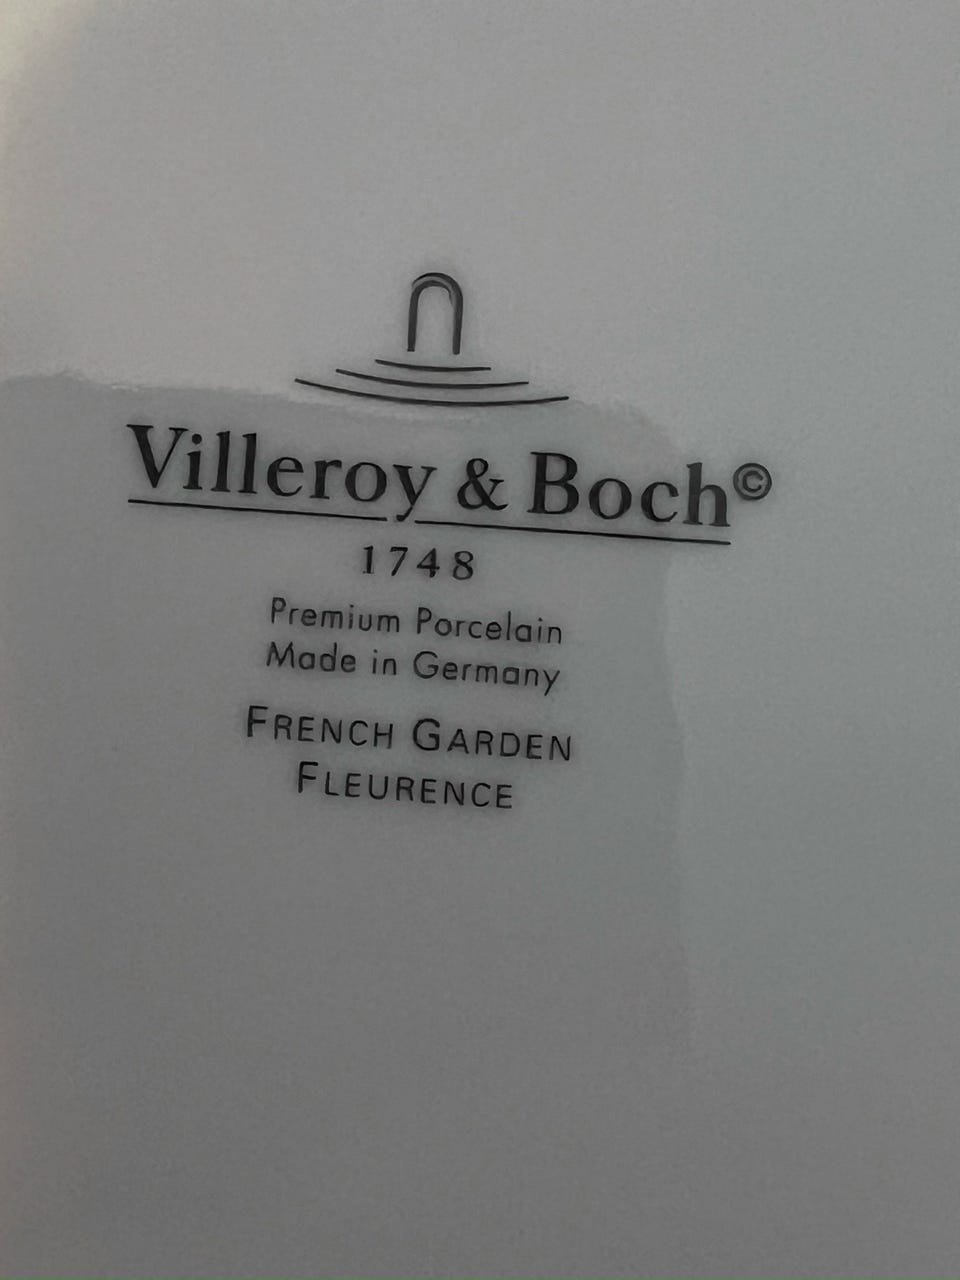 Villeroy & Boch©
1748
Premium Porcelain
Made in Germany
FRENCH GARDEN
FLEURENCE